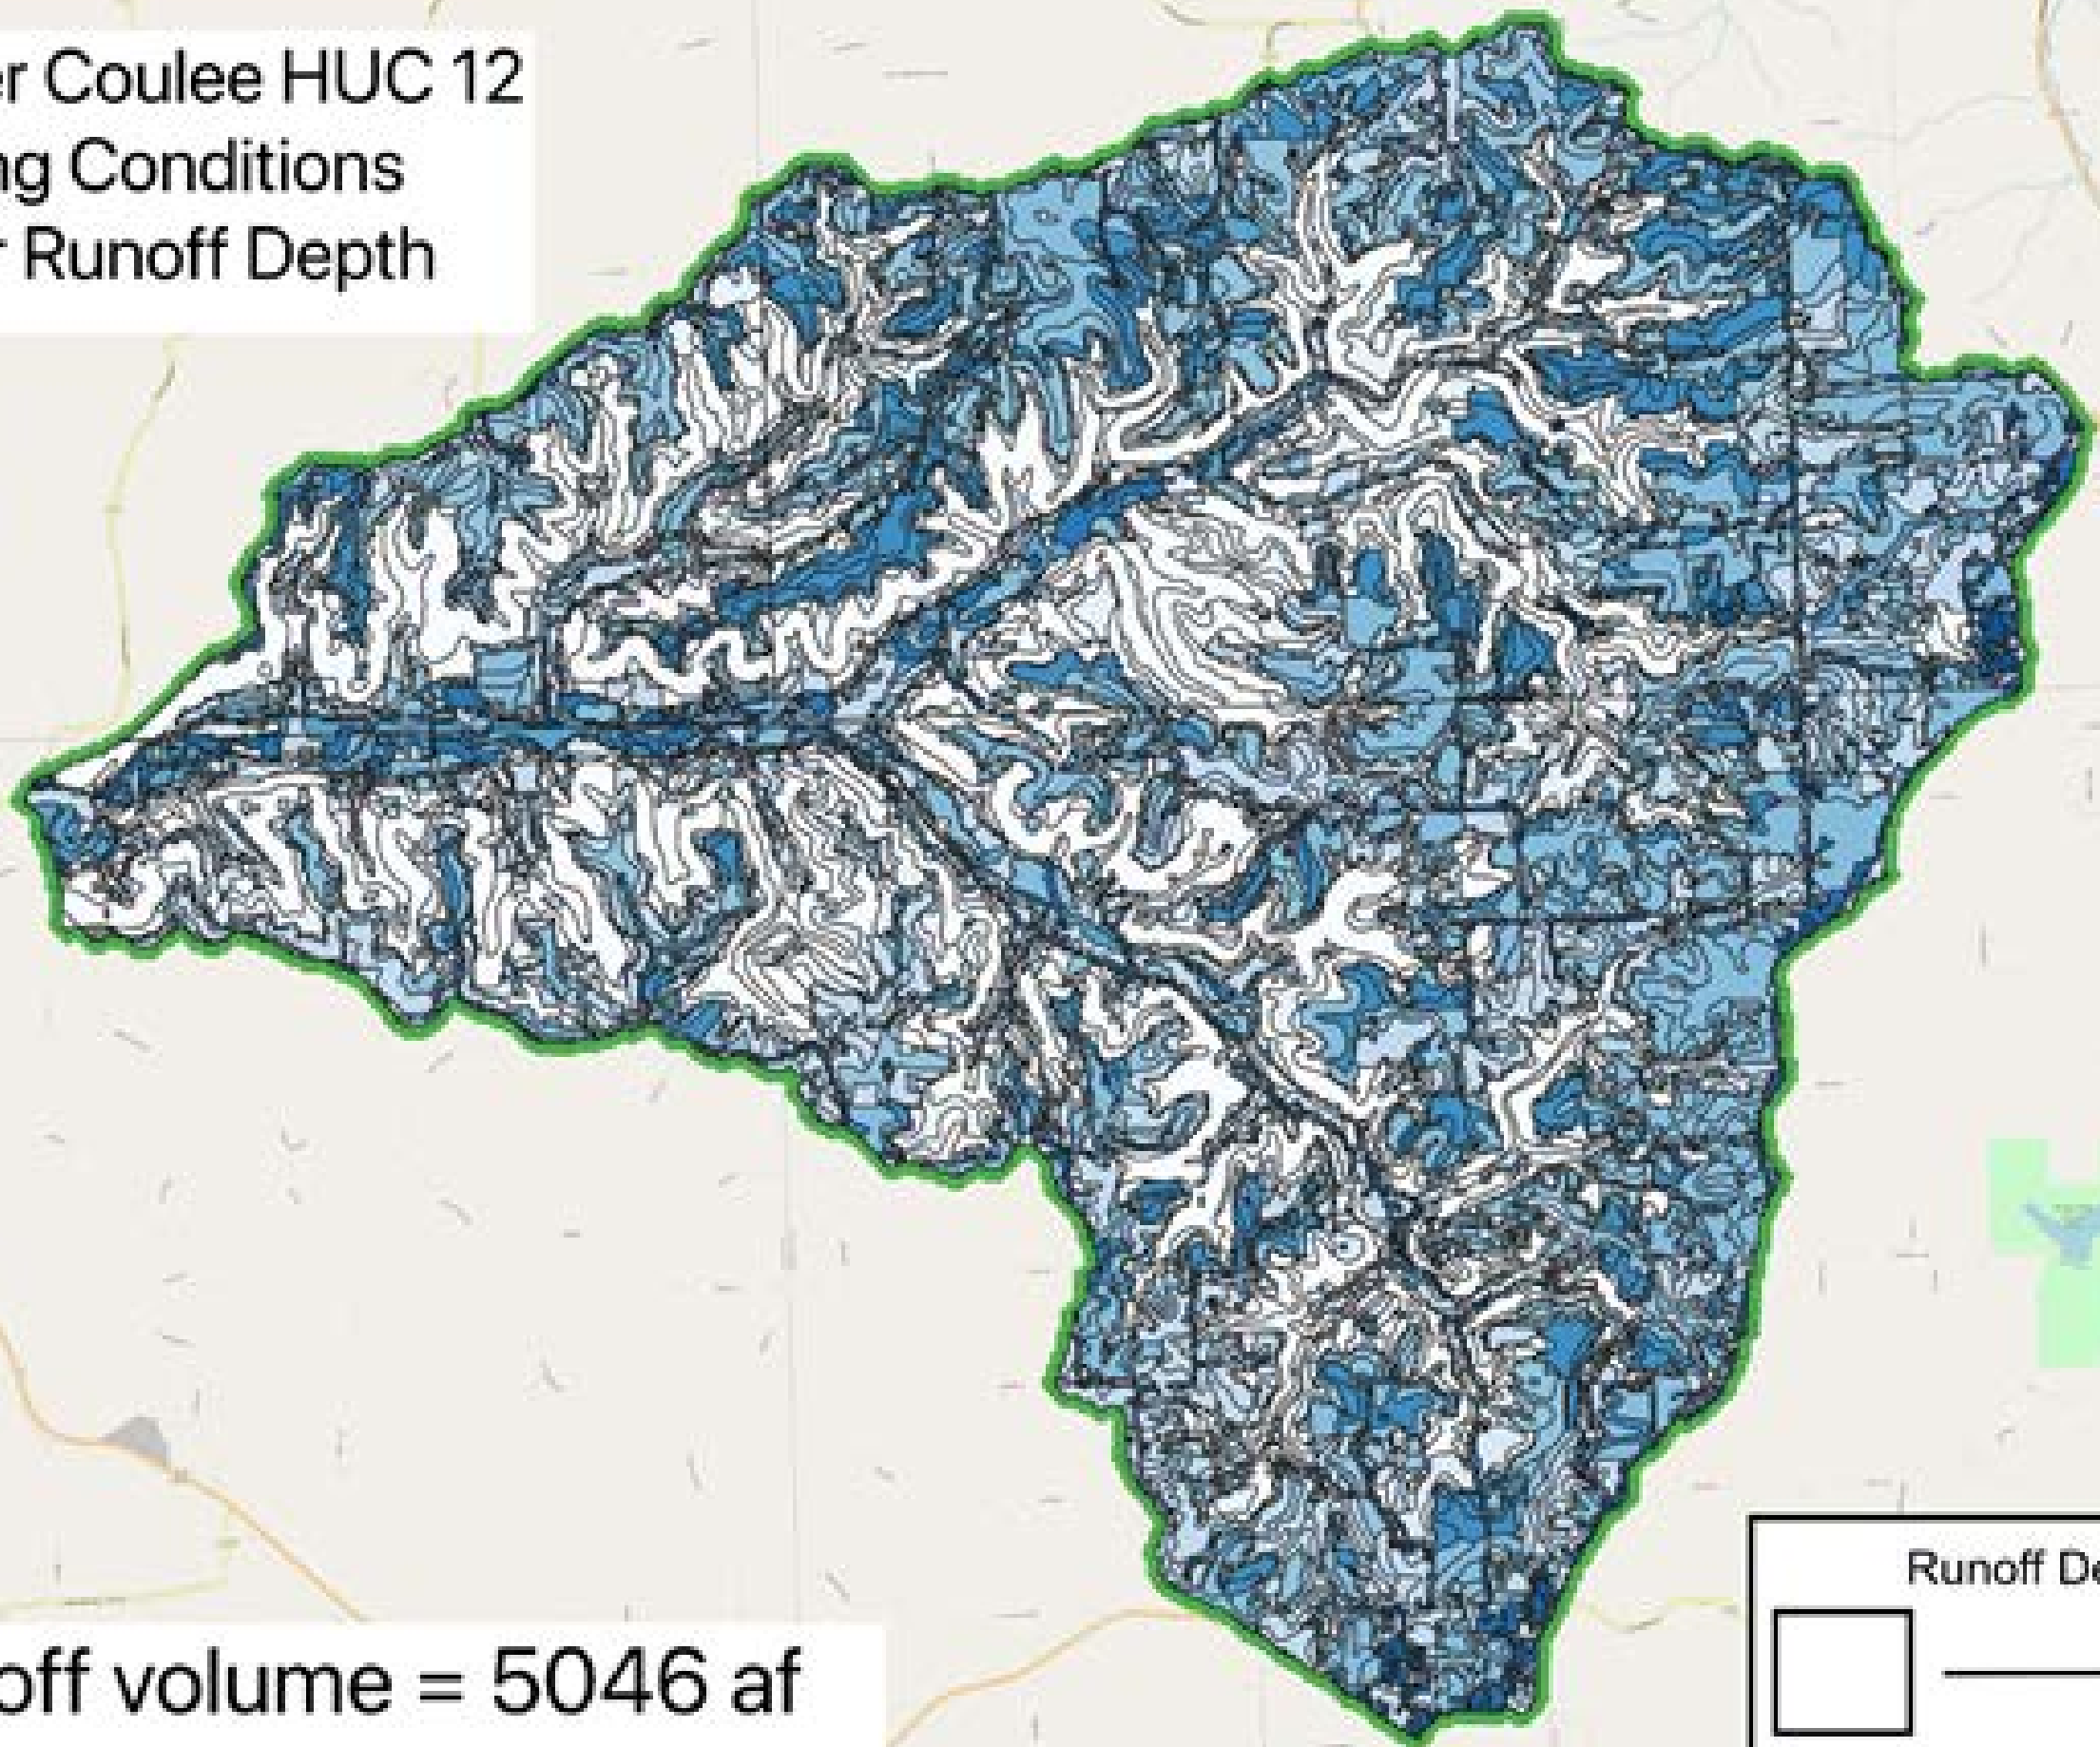 er Coulee HUC 12
ng Conditions
r Runoff Depth
off volume = 5046 af
Runoff De